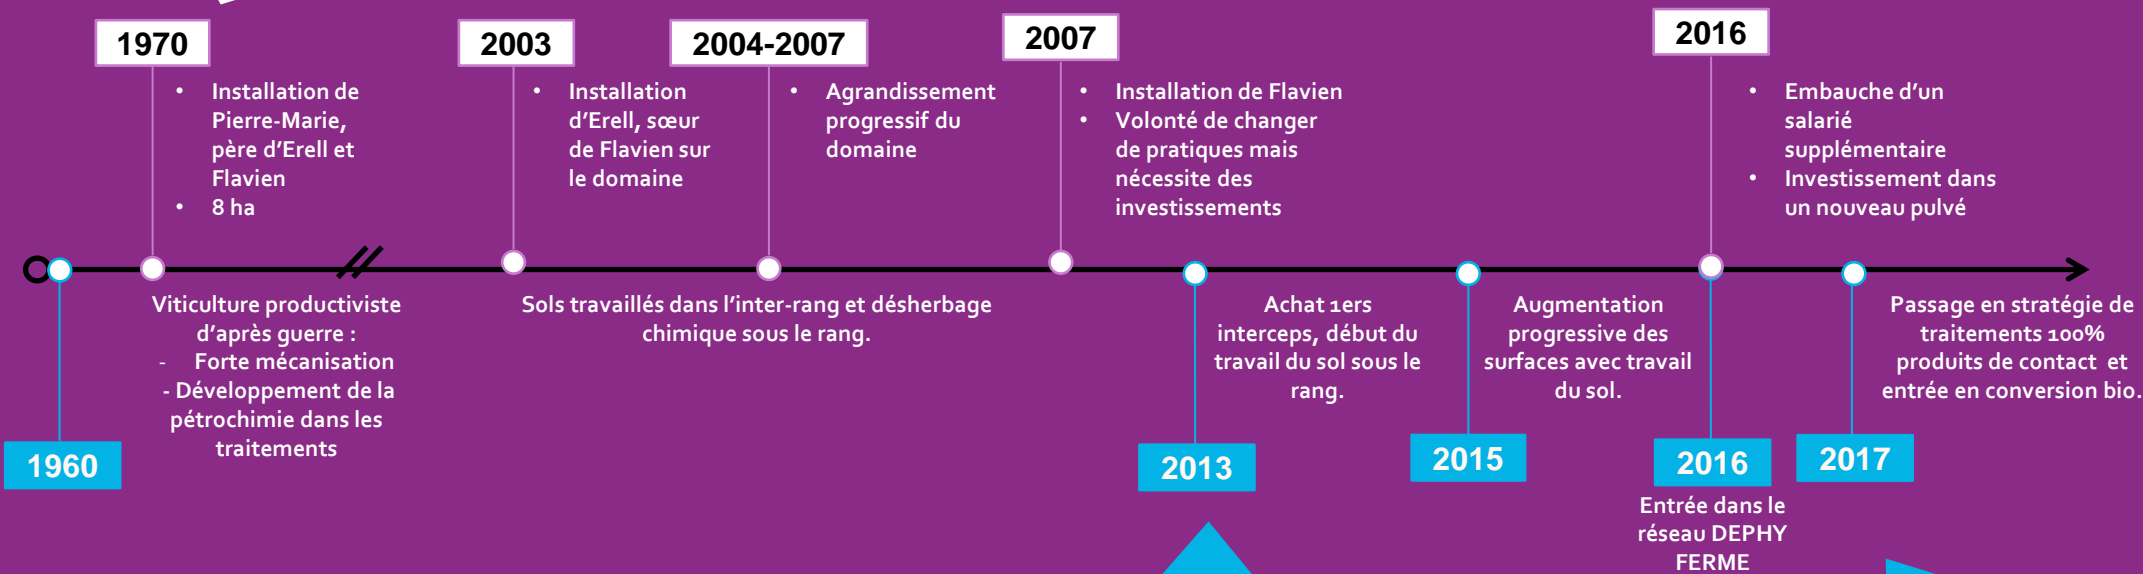 1970
• Installation de
Pierre-Marie,
père d'Erell et
Flavien
• 8 ha
2003
• Installation
d'Erell, sœur
de Flavien sur
le domaine
2004-2007
• Agrandissement
progressif du
domaine
2007
• Installation de Flavien
• Volonté de changer
de pratiques mais
nécessite des
investissements
2016
• Embauche d'un
salarié
supplémentaire
• Investissement dans
un nouveau pulvé
Viticulture productiviste
d'après guerre :
- Forte mécanisation
- Développement de la
pétrochimie dans les
traitements
1960
Sols travaillés dans l'inter-rang et désherbage
chimique sous le rang.
Achat 1ers
interceps, début du
travail du sol sous le
rang.
2013
Augmentation
progressive des
surfaces avec travail
du sol.
2015
2016
Entrée dans le
réseau DEPHY
FERME
Passage en stratégie de
traitements 100%
produits de contact et
entrée en conversion bio.
2017